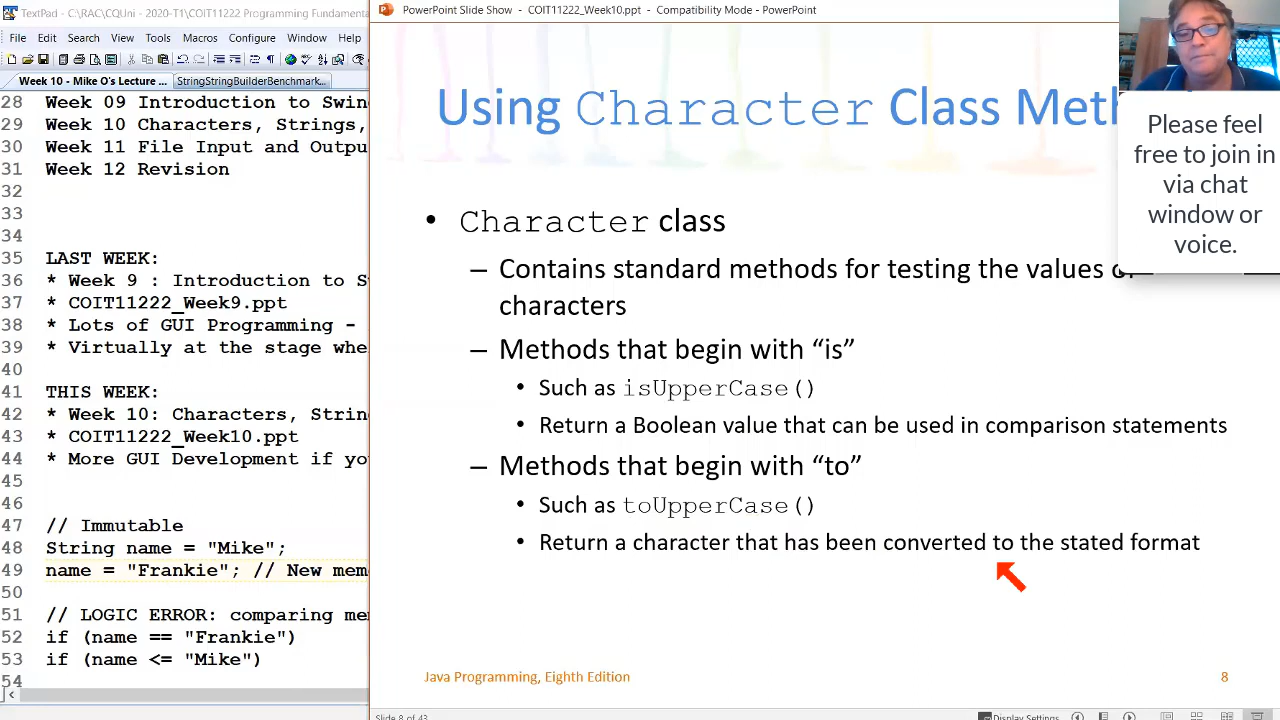 TextPad - C:\RAC\CQUni - 2020-T1\COIT11222 Programming Fundamenta
File Edit Search View Tools Macros Configure Window Help
Week 10 - Mike O's Lecture ... StringStringBuilderBenchmark...
28 Week 09 Introduction to Swin
29 Week 10 Characters, Strings,
30 Week 11 File Input and Outpu
31 Week 12 Revision
32
33
34
35 LAST WEEK:
36 * Week 9 : Introduction to S
37 * COIT11222_Week9.ppt
38 * Lots of GUI Programming -
39 * Virtually at the stage whe
40
41 THIS WEEK:
42 * Week 10: Characters, Strin
43 * COIT11222_Week10.ppt
44 * More GUI Development if yo
45
46
47 // Immutable
48 String name = "Mike";
49 name = "Frankie"; // New mem
50
51 // LOGIC ERROR: comparing me
52 if (name == "Frankie")
53 if (name <= "Mike")
54
PowerPoint Slide Show - COIT11222_Week10.ppt - Compatibility Mode - PowerPoint
Using Character Class Meth
• Character class
– Contains standard methods for testing the values of
characters
– Methods that begin with “is”
• Such as isUpperCase()
• Return a Boolean value that can be used in comparison statements
– Methods that begin with “to”
• Such as toUpperCase()
• Return a character that has been converted to the stated format
Java Programming, Eighth Edition
8
Slide 8 of 43
Display Settings
Please feel
free to join in
via chat
window or
voice.